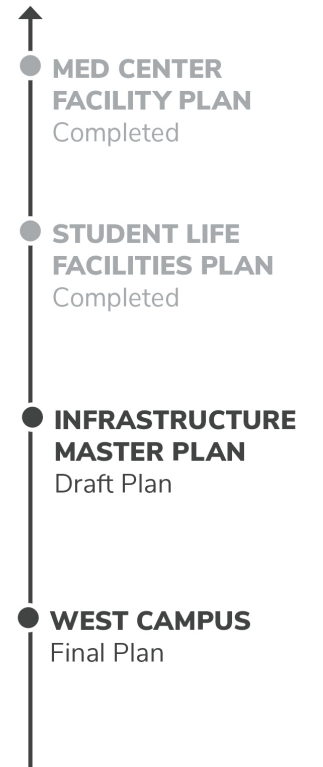 MED CENTER
FACILITY PLAN
Completed
STUDENT LIFE
FACILITIES PLAN
Completed
INFRASTRUCTURE
MASTER PLAN
Draft Plan
WEST CAMPUS
Final Plan